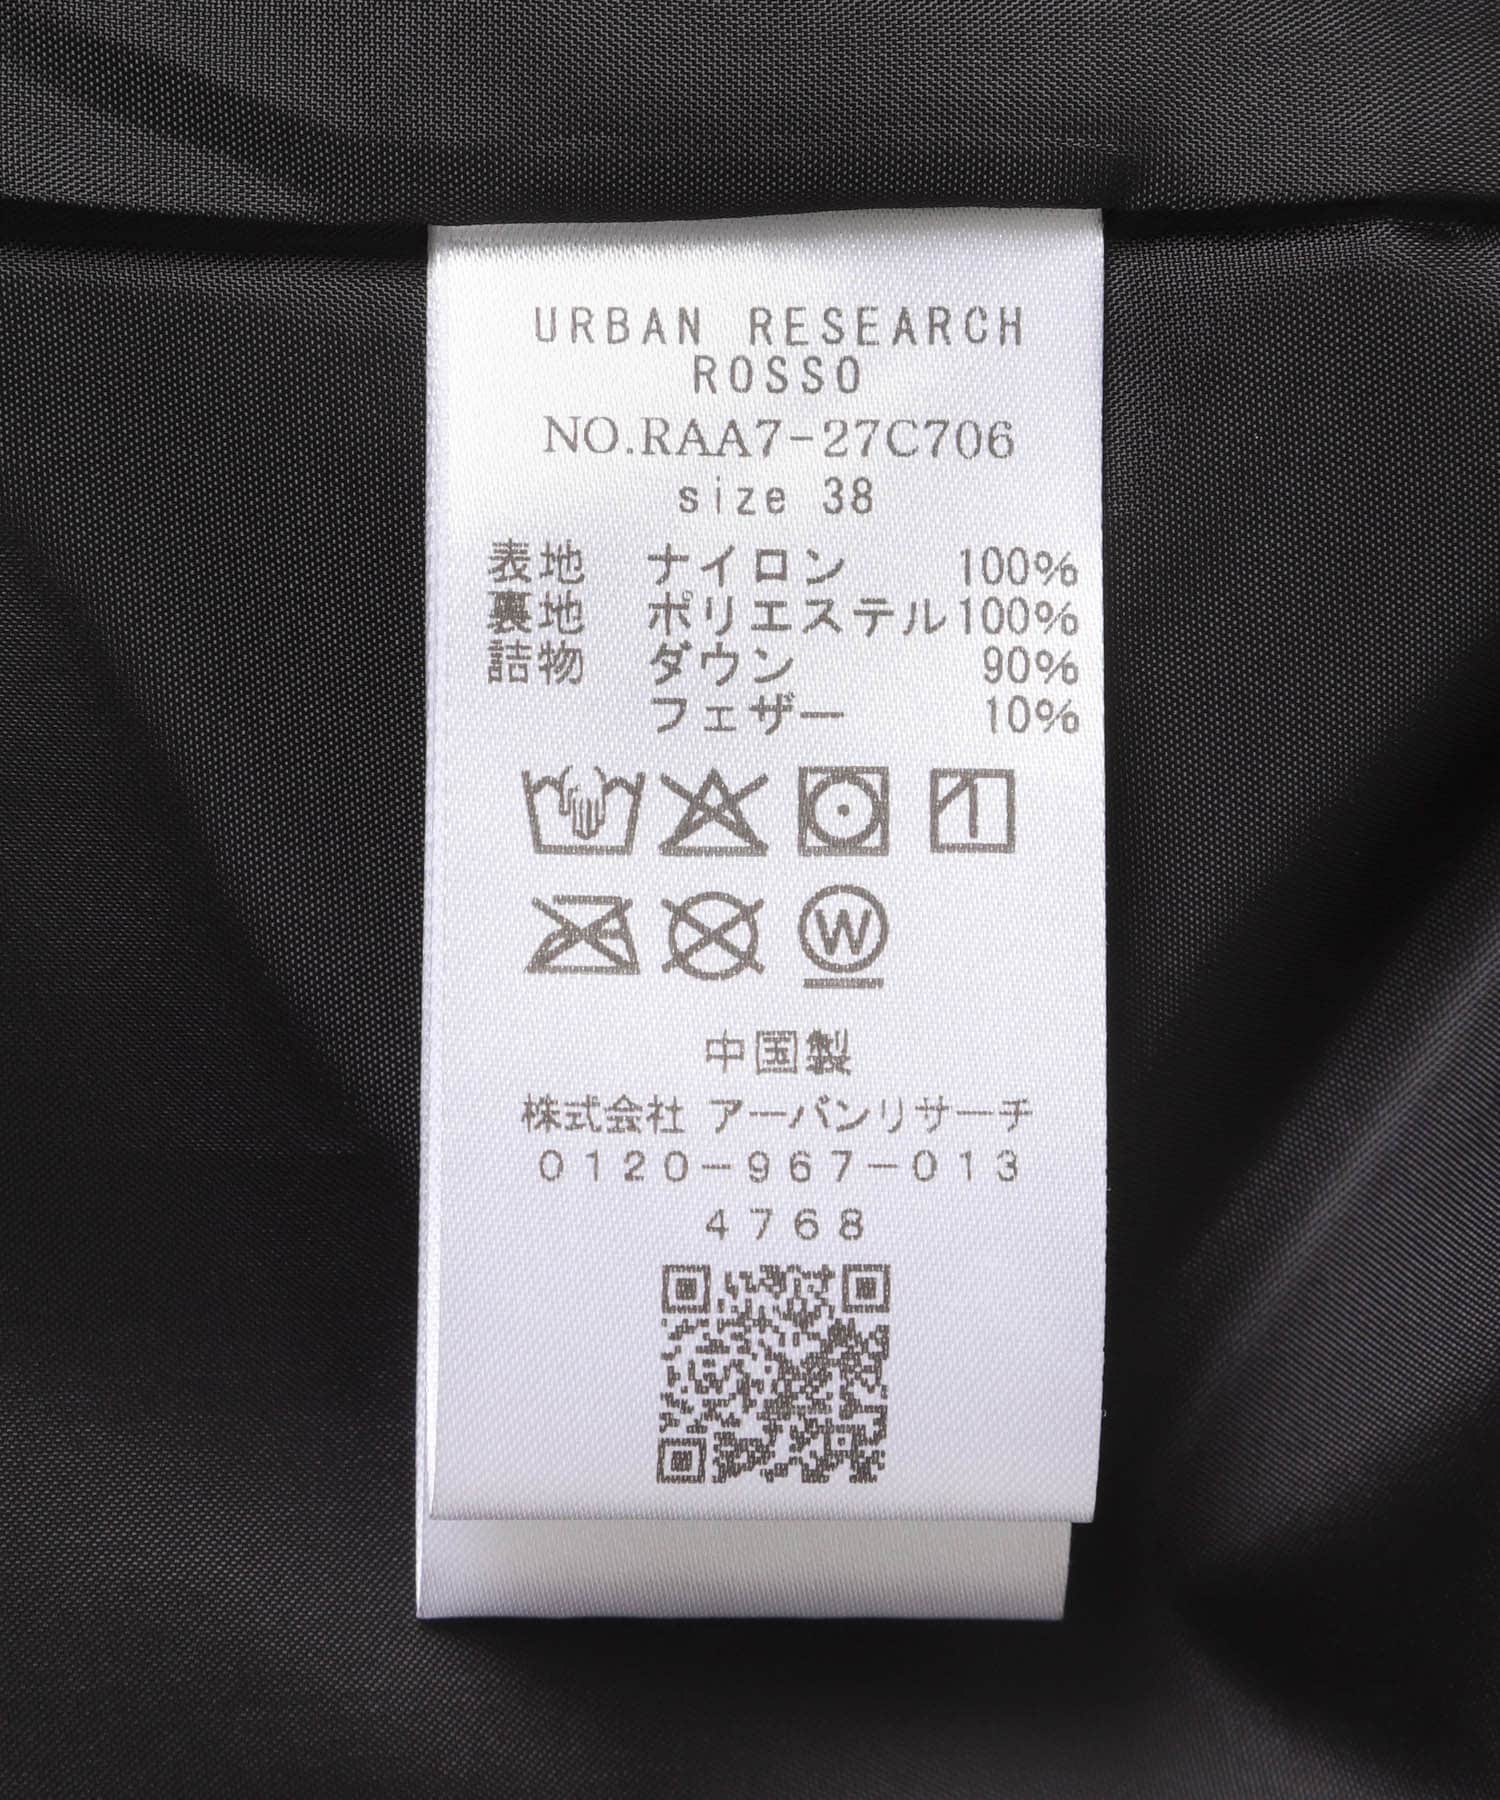 URBAN RESEARCH
ROSSO
NO.RAA7-27C706
size 38
表地 ナイロン 100%
裏地 ポリエステル100%
詰物 ダウン 90%
フェザー 10%
W
中国製
株式会社 アーバンリサーチ
0120-967-013
4768